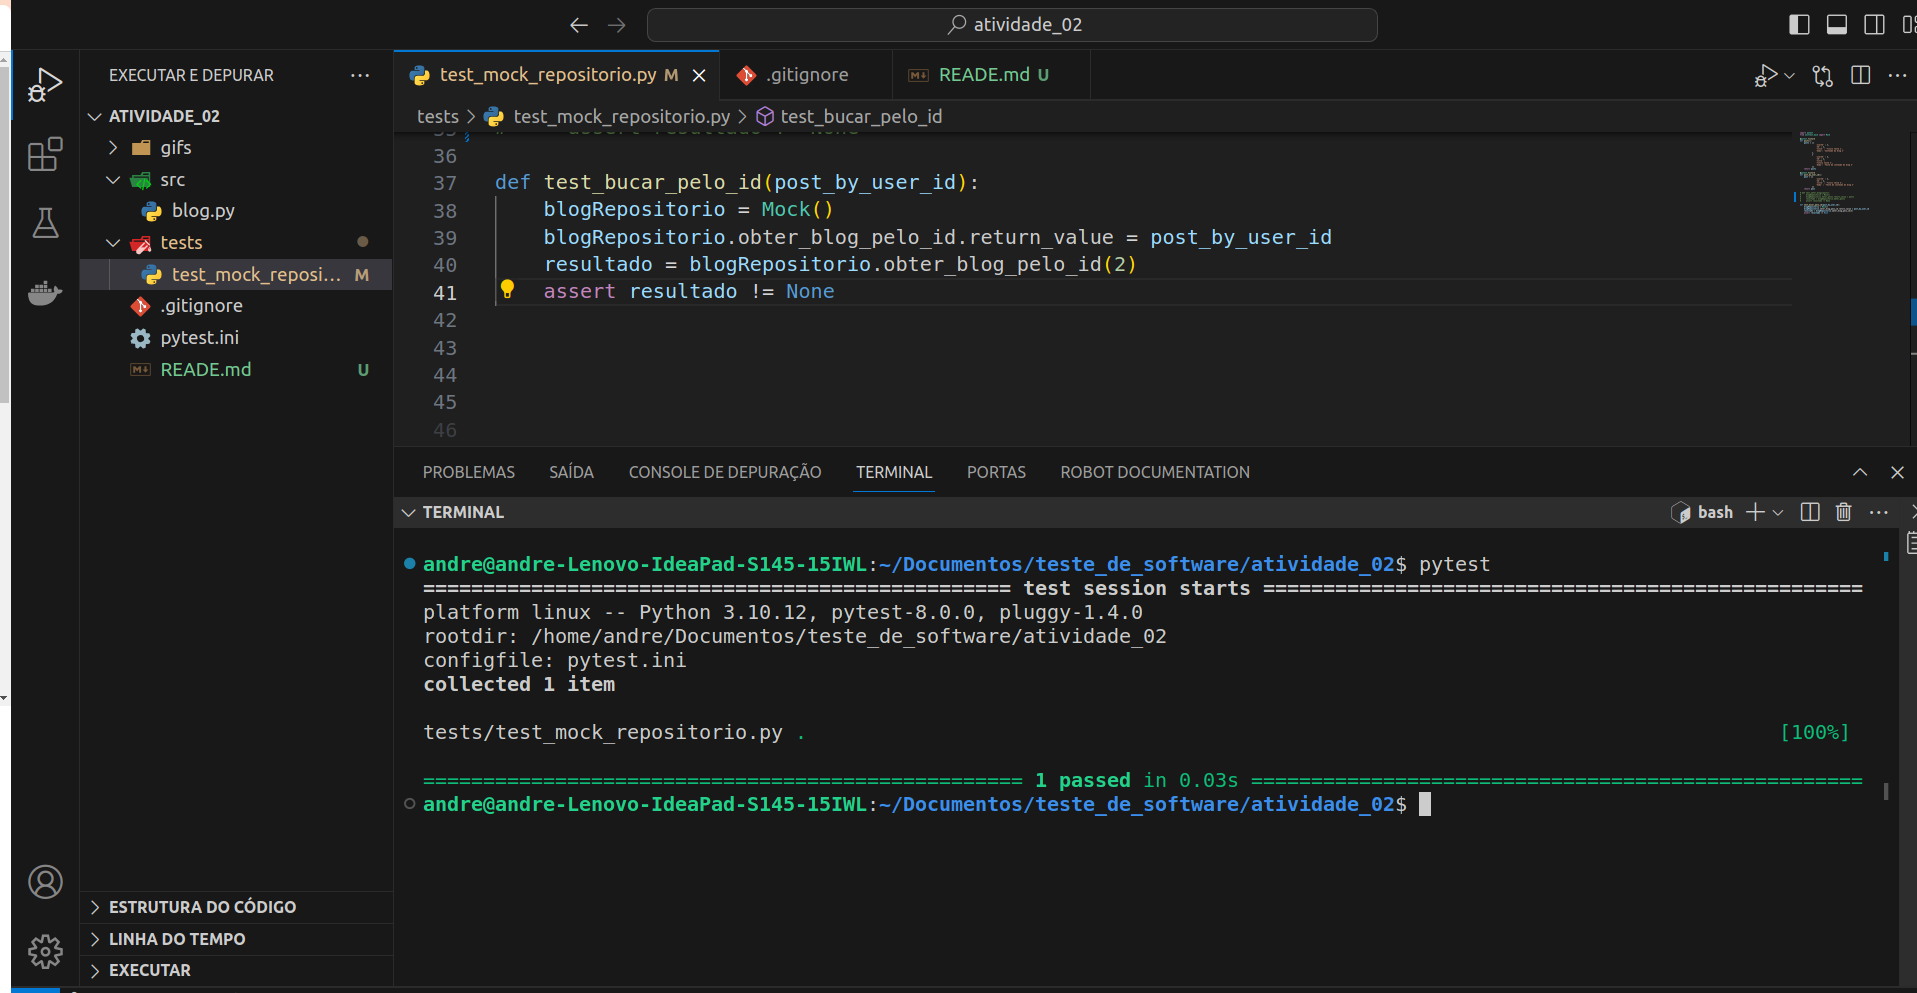 atividade_02
EXECUTAR E DEPURAR
test_mock_repositorio.py M
.gitignore
READE.md U
ATIVIDADE_02
gifs
src
blog.py
tests
test_mock_reposi... M
.gitignore
pytest.ini
READE.md U
tests > test_mock_repositorio.py > test_bucar_pelo_id
36
37 def test_bucar_pelo_id(post_by_user_id):
38 blogRepositorio = Mock()
39 blogRepositorio.obter_blog_pelo_id.return_value = post_by_user_id
40 resultado = blogRepositorio.obter_blog_pelo_id(2)
41 assert resultado != None
42
43
44
45
46
PROBLEMAS SAÍDA CONSOLE DE DEPURAÇÃO TERMINAL PORTAS ROBOT DOCUMENTATION
TERMINAL
bash
andre@andre-Lenovo-IdeaPad-S145-15IWL:~/Documentos/teste_de_software/atividade_02$ pytest
================================================= test session starts ==================================================
platform linux -- Python 3.10.12, pytest-8.0.0, pluggy-1.4.0
rootdir: /home/andre/Documentos/teste_de_software/atividade_02
configfile: pytest.ini
collected 1 item
tests/test_mock_repositorio.py . [100%]
================================================== 1 passed in 0.03s ===================================================
andre@andre-Lenovo-IdeaPad-S145-15IWL:~/Documentos/teste_de_software/atividade_02$
ESTRUTURA DO CÓDIGO
LINHA DO TEMPO
EXECUTAR